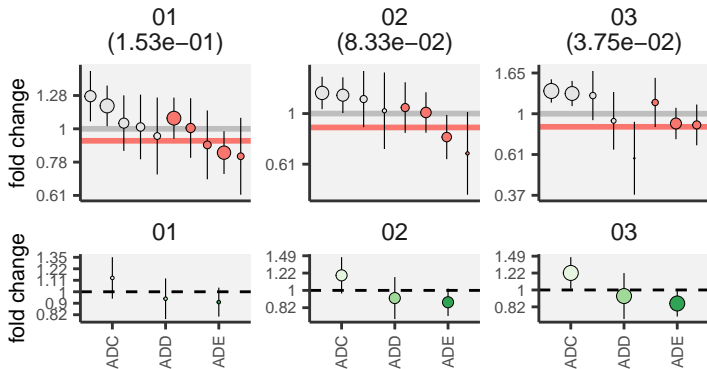 01
(1.53e−01)
02
(8.33e−02)
03
(3.75e−02)
fold change
1.28
1
0.78
0.61
1
0.61
1.65
1
0.61
0.37
01
02
03
fold change
1.35
1.22
1.11
1
0.9
0.82
1.49
1.22
1
0.82
1.49
1.22
1
0.82
ADC
ADD
ADE
ADC
ADD
ADE
ADC
ADD
ADE